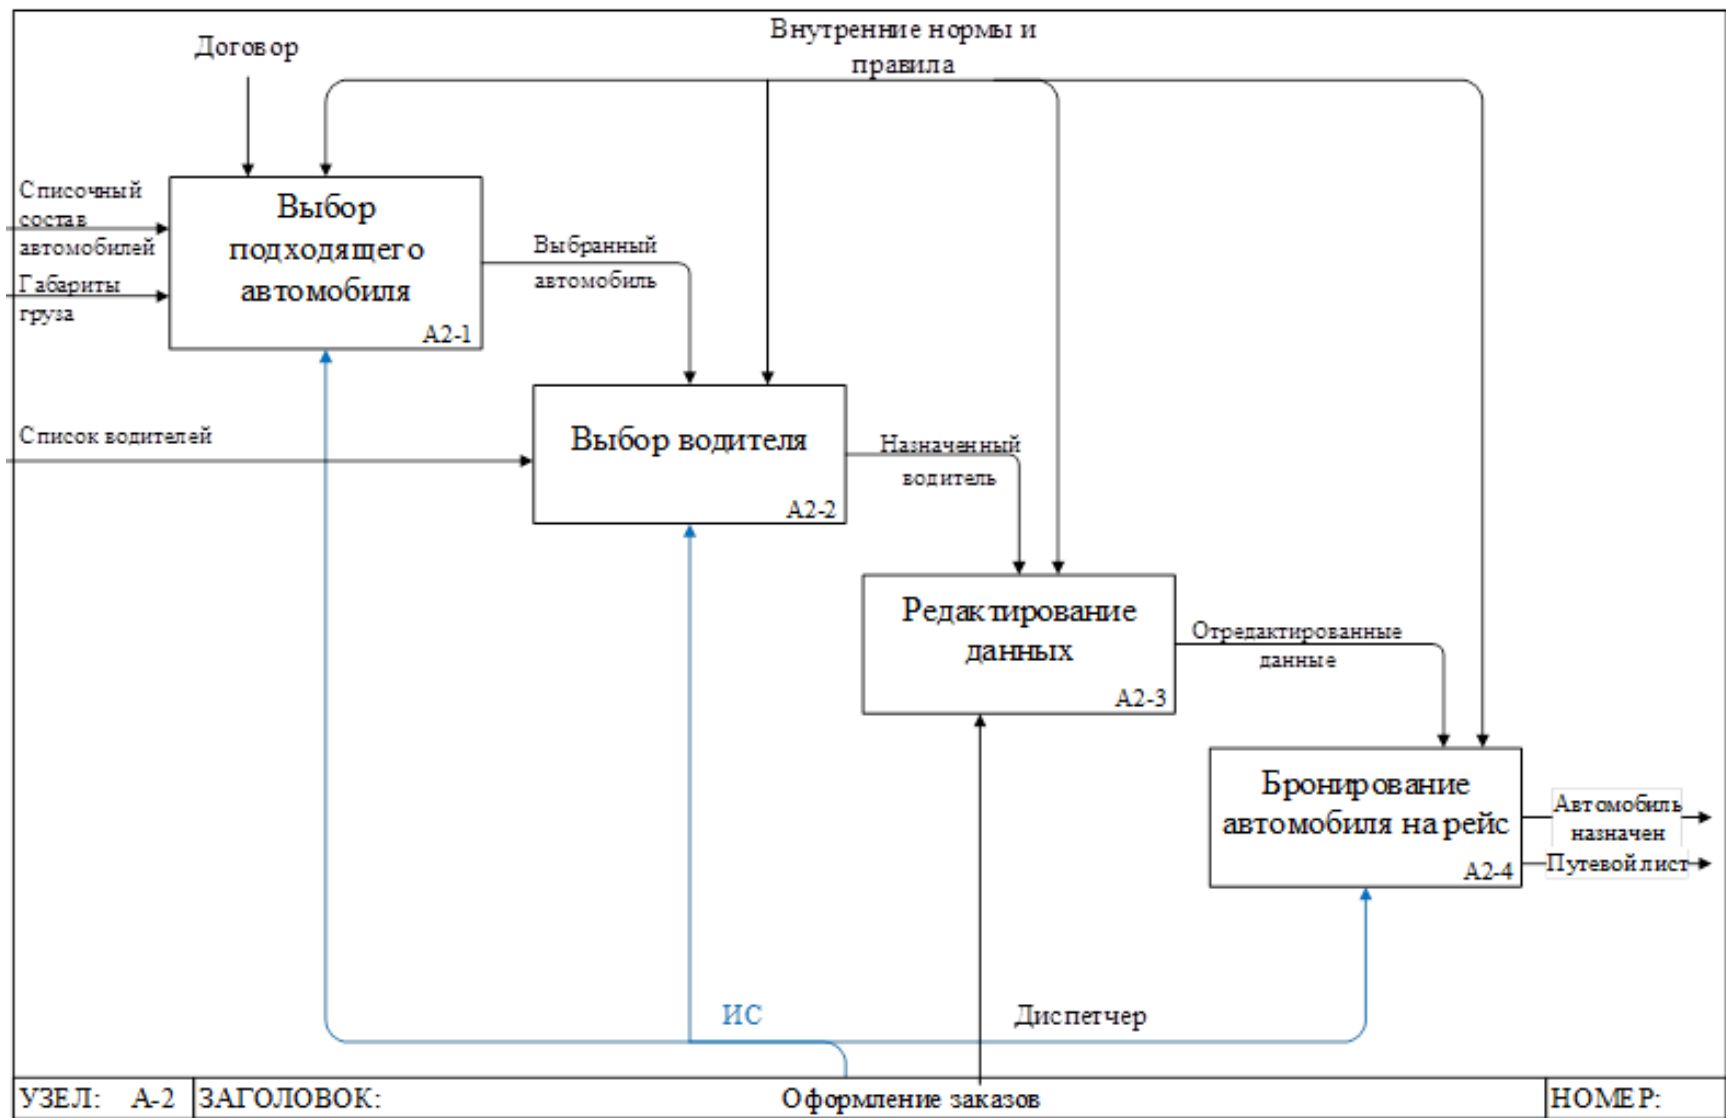 Договор
Внутренние нормы и
правила
Списочный
состав
автомобилей
Габариты
груза
Выбор
подходящего
автомобиля
А2-1
Выбранный
автомобиль
Список водителей
Выбор водителя
А2-2
Назначенный
водитель
Редактирование
данных
А2-3
Отредактированные
данные
Бронирование
автомобиля на рейс
А2-4
Автомобиль
назначен
Путевой лист
ИС
Диспетчер
УЗЕЛ: А-2
ЗАГОЛОВОК:
Оформление заказов
НОМЕР: